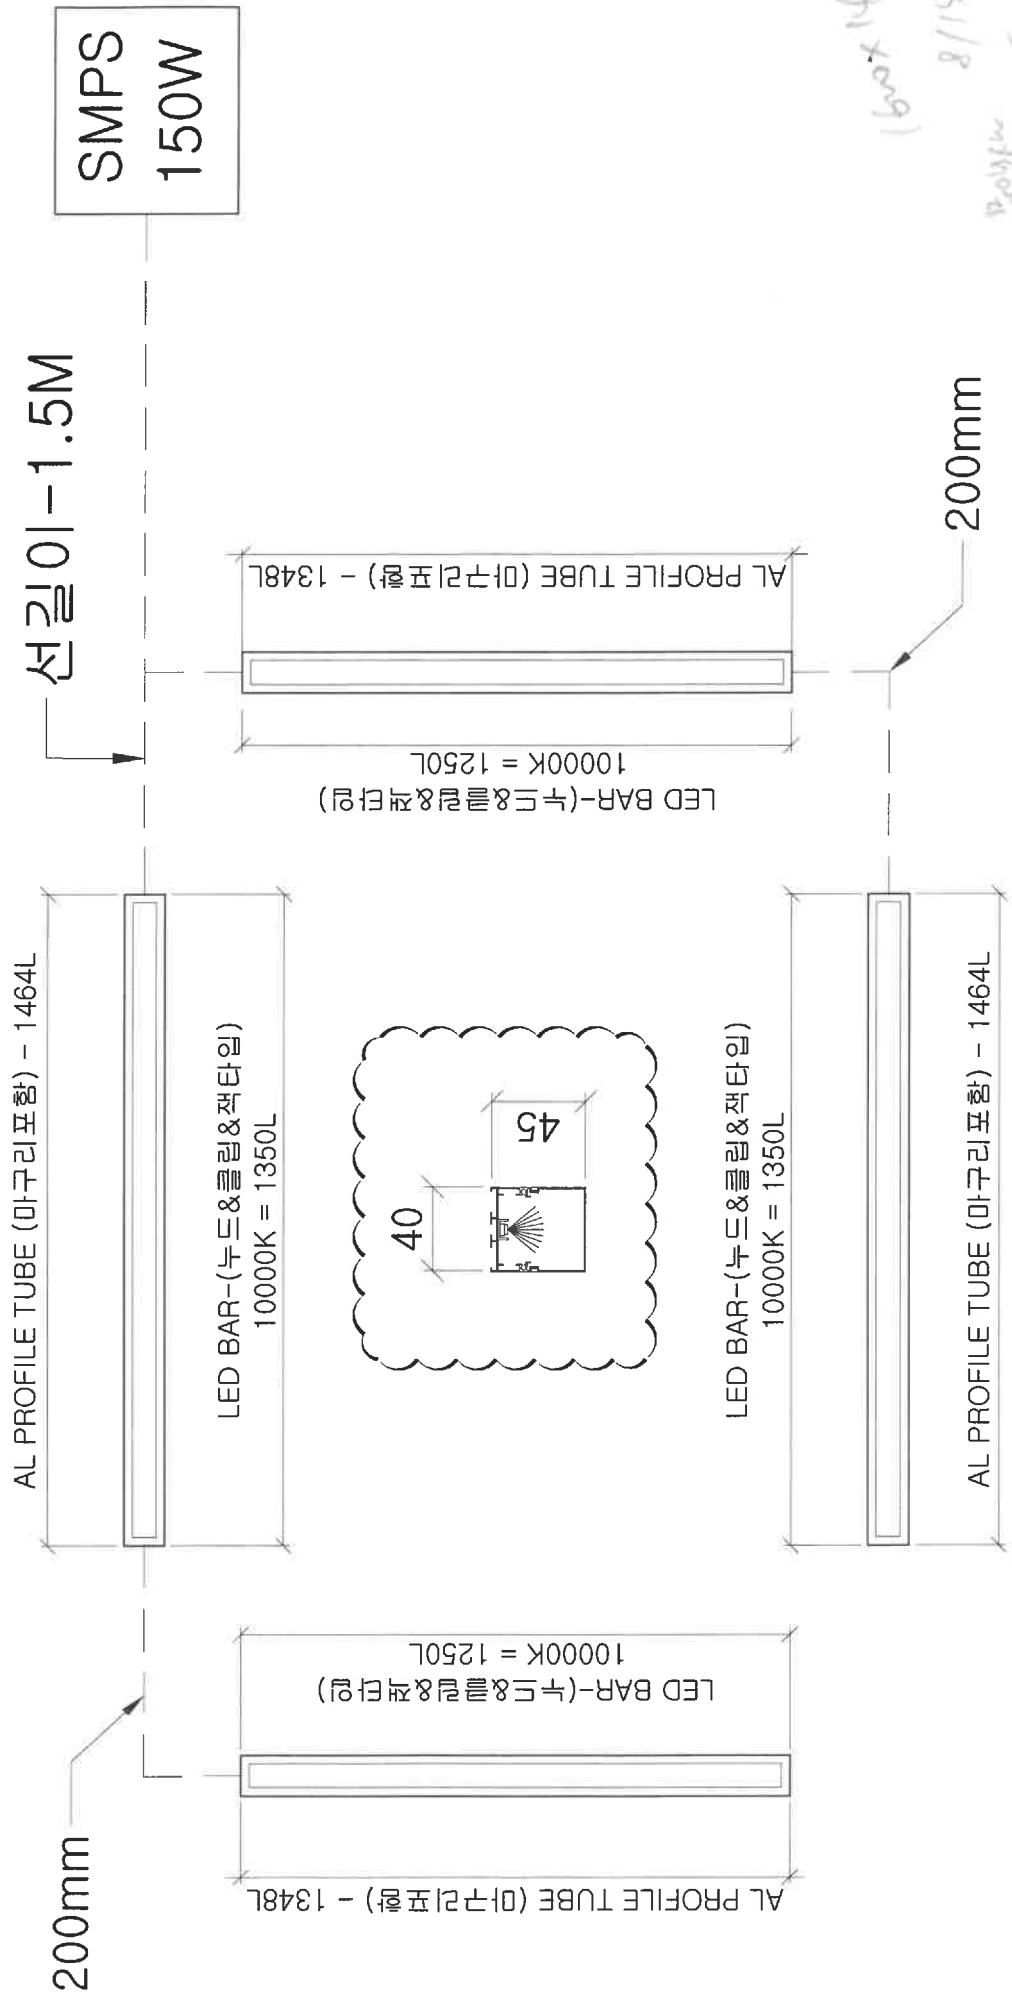 SMPS
150W
선길이-1.5M
AL PROFILE TUBE (마구리포함) - 1464L
LED BAR-(누드&클립&잭타입)
10000K = 1350L
AL PROFILE TUBE (마구리포함) - 1348L
LED BAR-(누드&클립&잭타입)
10000K = 1250L
200mm
40
45
LED BAR-(누드&클립&잭타입)
10000K = 1250L
AL PROFILE TUBE (마구리포함) - 1348L
200mm
LED BAR-(누드&클립&잭타입)
10000K = 1350L
AL PROFILE TUBE (마구리포함) - 1464L